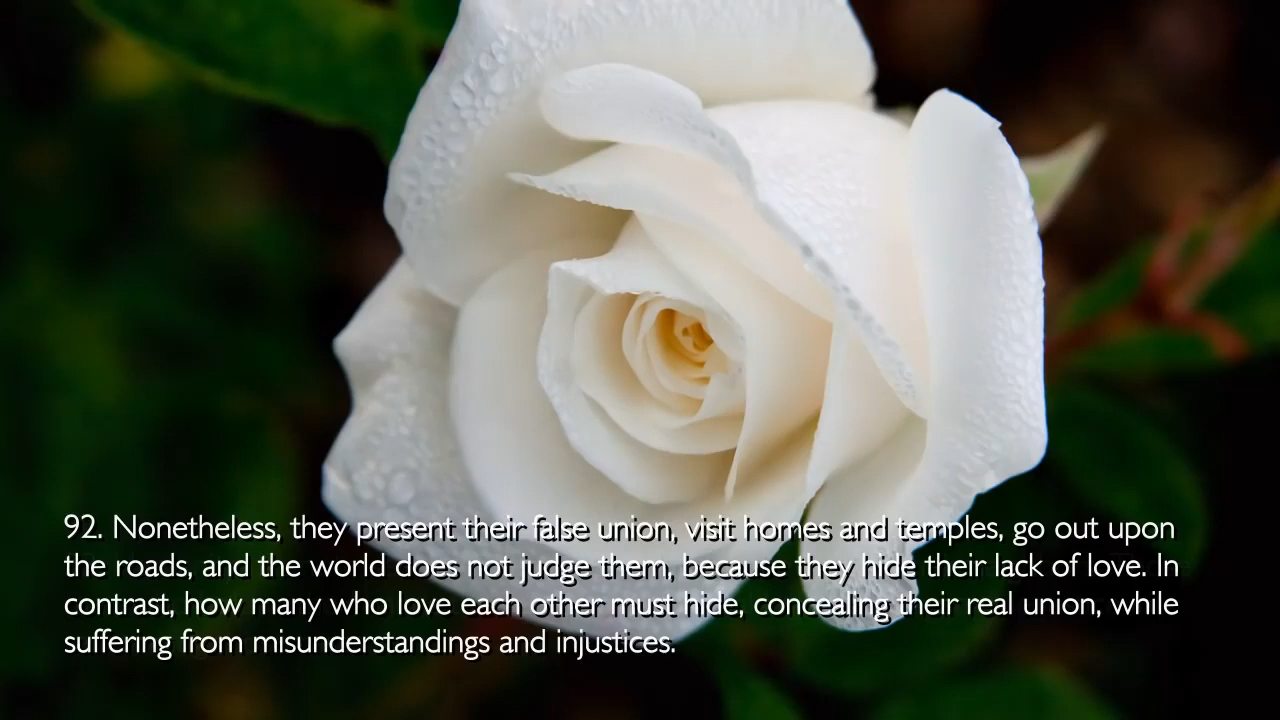 92. Nonetheless, they present their false union, visit homes and temples, go out upon
the roads, and the world does not judge them, because they hide their lack of love. In
contrast, how many who love each other must hide, concealing their real union, while
suffering from misunderstandings and injustices.